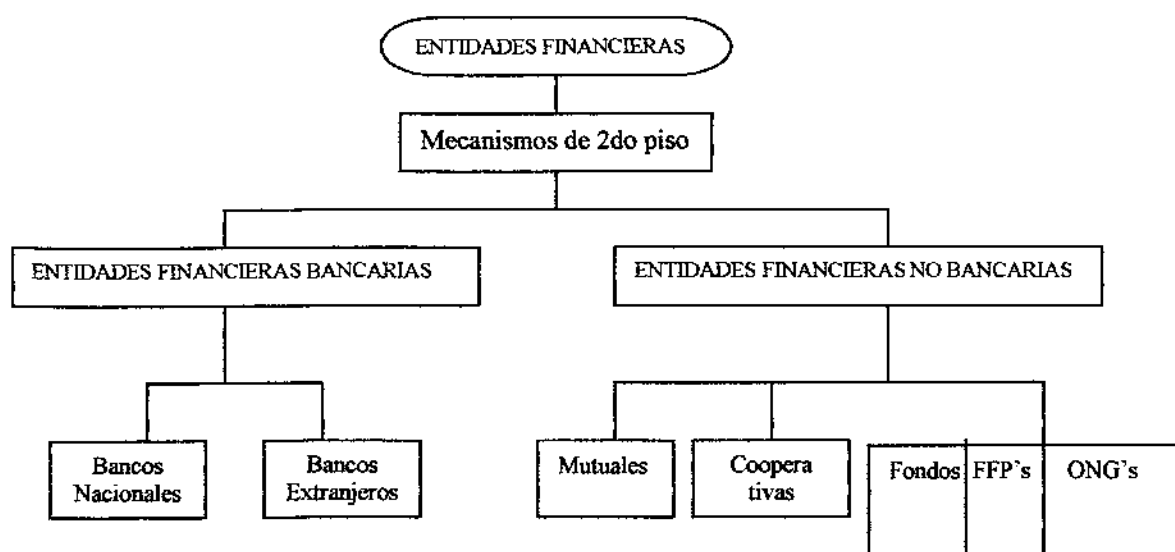 ENTIDADES FINANCIERAS
Mecanismos de 2do piso
ENTIDADES FINANCIERAS BANCARIAS
ENTIDADES FINANCIERAS NO BANCARIAS
Bancos
Nacionales
Bancos
Extranjeros
Mutuales
Coopera
tivas
Fondos
FFP's
ONG's